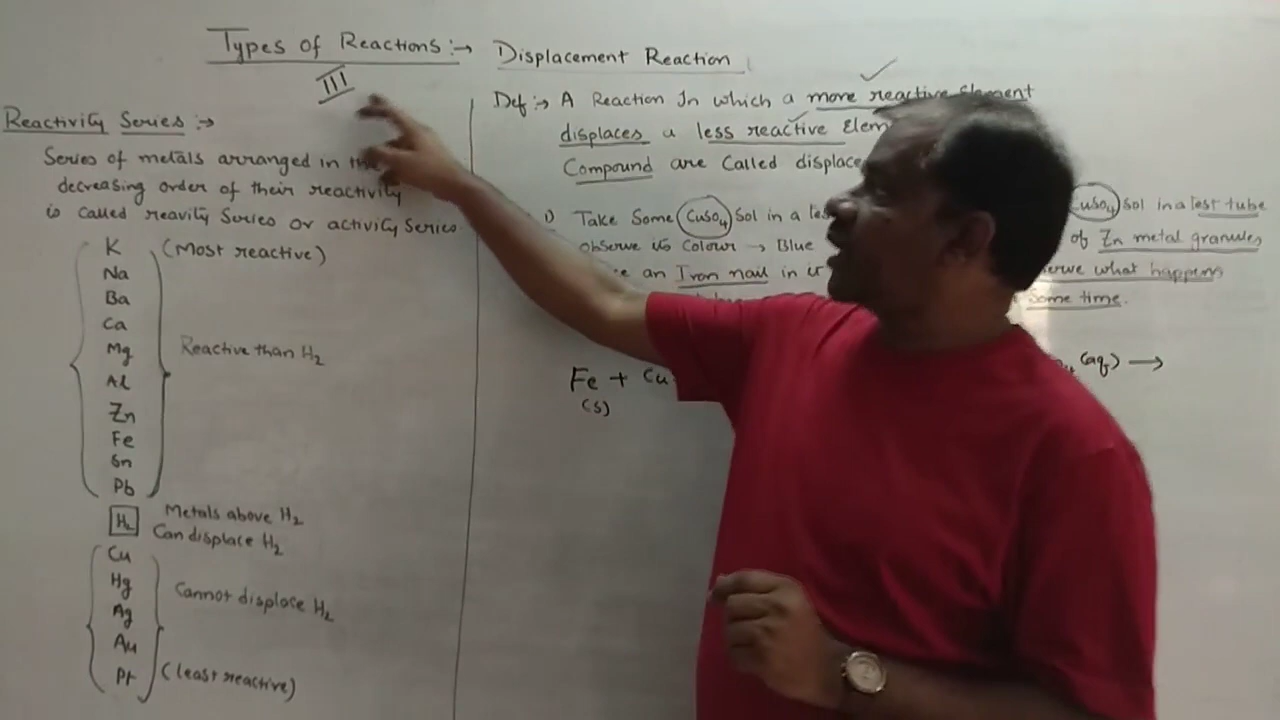 Types of Reactions :→ Displacement Reaction
III
Reactivity Series :→
Series of metals arranged in the
decreasing order of their reactivity
is called reavity Series or activity Series
K (Most reactive)
Na
Ba
Ca
Mg
Reactive than H₂
Al
Zn
Fe
Sn
Pb
H₂ Metals above H₂
Can displace H₂
Cu
Hg
Cannot displace H₂
Ag
Au
Pt (least reactive)
Def :→ A Reaction In which a more reactive Element
displaces a less reactive Elem
Compound are Called displace
1) Take Some CuSO₄ Sol in a tes
observe its Colour → Blue
an Iron nail in it
Fe + Cu
(s)
CuSO₄ Sol in a test tube
of Zn metal granules
what happens
Some time.
(aq) →